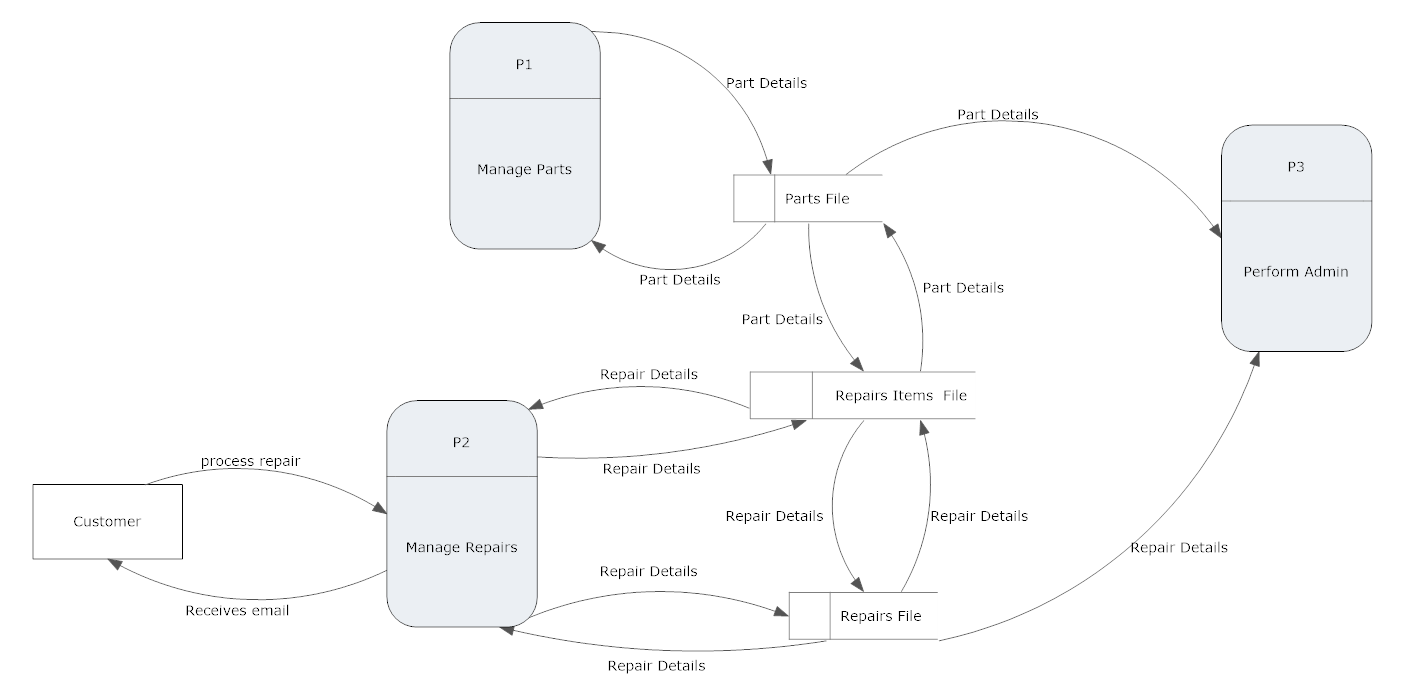 P1
Part Details
Part Details
P3
Manage Parts
Parts File
Perform Admin
Part Details
Part Details
Part Details
Repair Details
Repairs Items  File
P2
process repair
Repair Details
Customer
Repair Details
Repair Details
Manage Repairs
Repair Details
Repair Details
Receives email
Repairs File
Repair Details